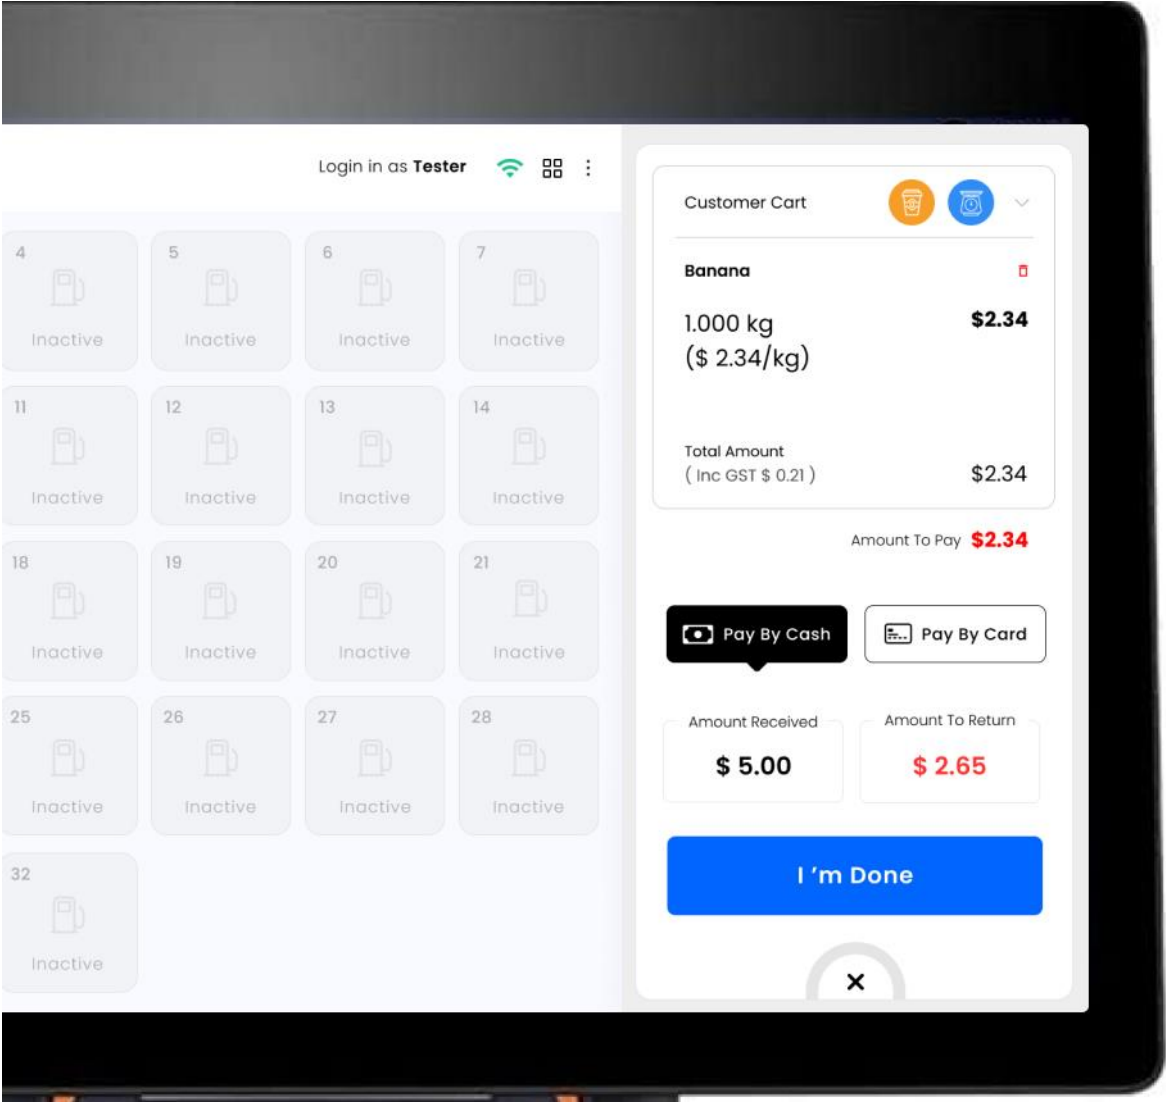 Login in as Tester
4
Inactive
5
Inactive
6
Inactive
7
Inactive
11
Inactive
12
Inactive
13
Inactive
14
Inactive
18
Inactive
19
Inactive
20
Inactive
21
Inactive
25
Inactive
26
Inactive
27
Inactive
28
Inactive
32
Inactive
Customer Cart
Banana
1.000 kg $2.34
($ 2.34/kg)
Total Amount
( Inc GST $ 0.21 ) $2.34
Amount To Pay $2.34
Pay By Cash
Pay By Card
Amount Received
$ 5.00
Amount To Return
$ 2.65
I 'm Done